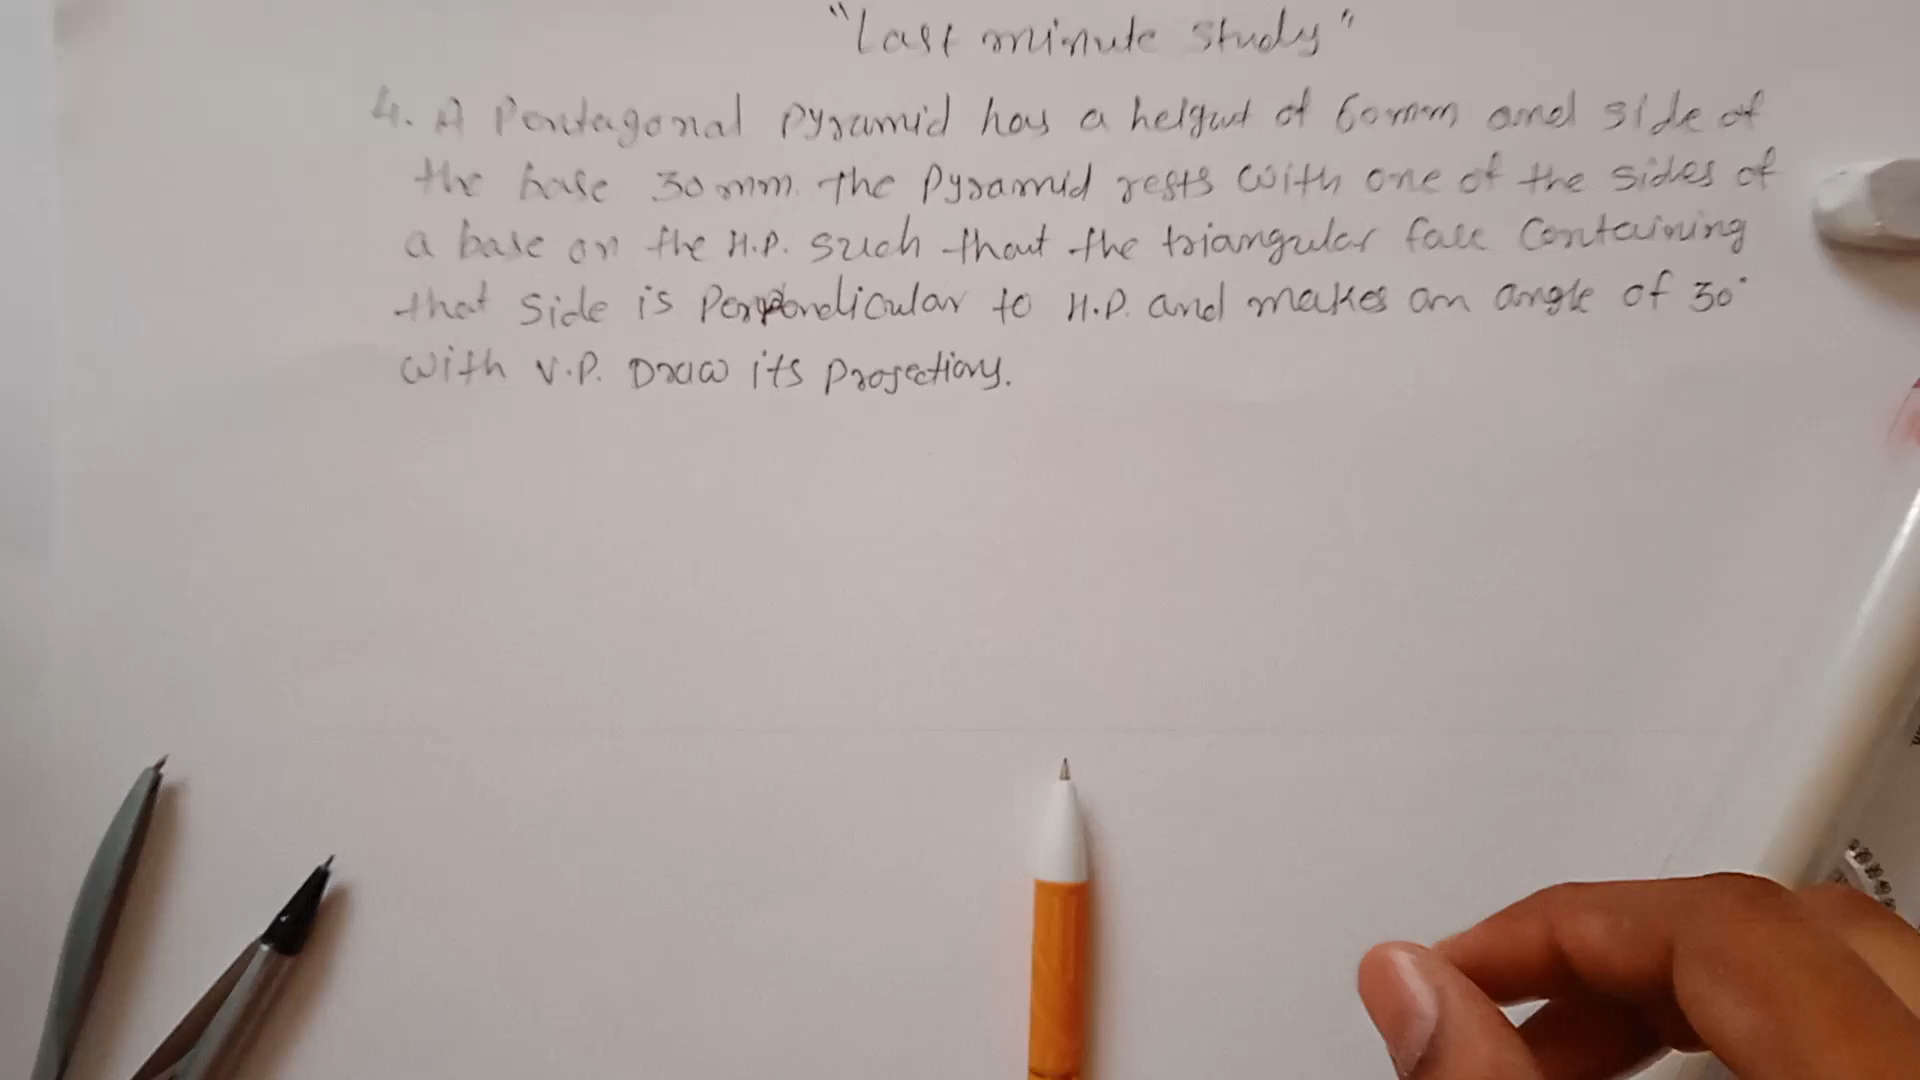 "Last minute study"
4. A Pentagonal pyramid has a height of 60mm and side of
the base 30mm. The Pyramid rests with one of the sides of
a base on the H.P. such that the triangular face Containing
that side is Perpendicular to H.P. and makes an angle of 30°
with V.P. Draw its projections.